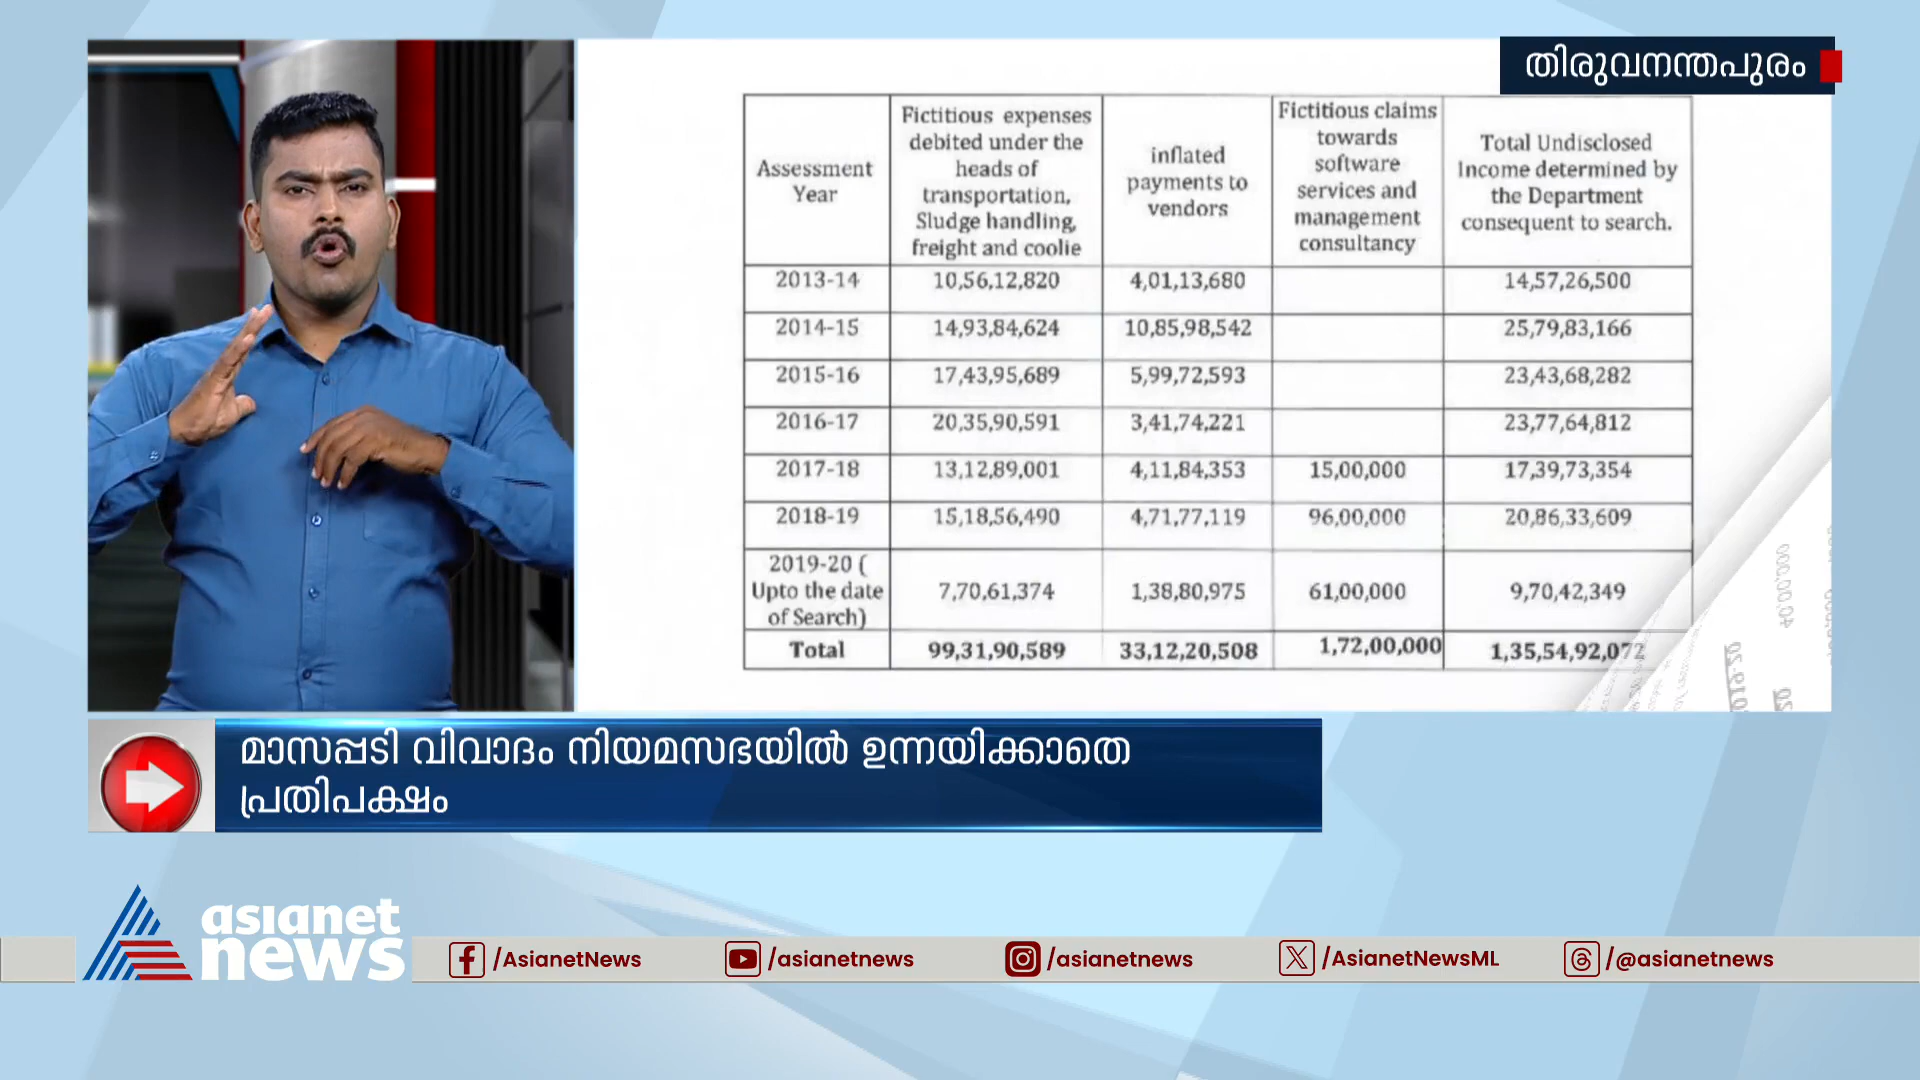 തിരുവനന്തപുരം
Assessment Year | Fictitious expenses debited under the heads of transportation, Sludge handling, freight and coolie | inflated payments to vendors | Fictitious claims towards software services and management consultancy | Total Undisclosed Income determined by the Department consequent to search.
2013-14 | 10,56,12,820 | 4,01,13,680 | | 14,57,26,500
2014-15 | 14,93,84,624 | 10,85,98,542 | | 25,79,83,166
2015-16 | 17,43,95,689 | 5,99,72,593 | | 23,43,68,282
2016-17 | 20,35,90,591 | 3,41,74,221 | | 23,77,64,812
2017-18 | 13,12,89,001 | 4,11,84,353 | 15,00,000 | 17,39,73,354
2018-19 | 15,18,56,490 | 4,71,77,119 | 96,00,000 | 20,86,33,609
2019-20 ( Upto the date of Search) | 7,70,61,374 | 1,38,80,975 | 61,00,000 | 9,70,42,349
Total | 99,31,90,589 | 33,12,20,508 | 1,72,00,000 |
മാസപ്പടി വിവാദം നിയമസഭയിൽ ഉന്നയിക്കാതെ
പ്രതിപക്ഷം
asianet
news
/AsianetNews /asianetnews /asianetnews /AsianetNewsML /@asianetnews